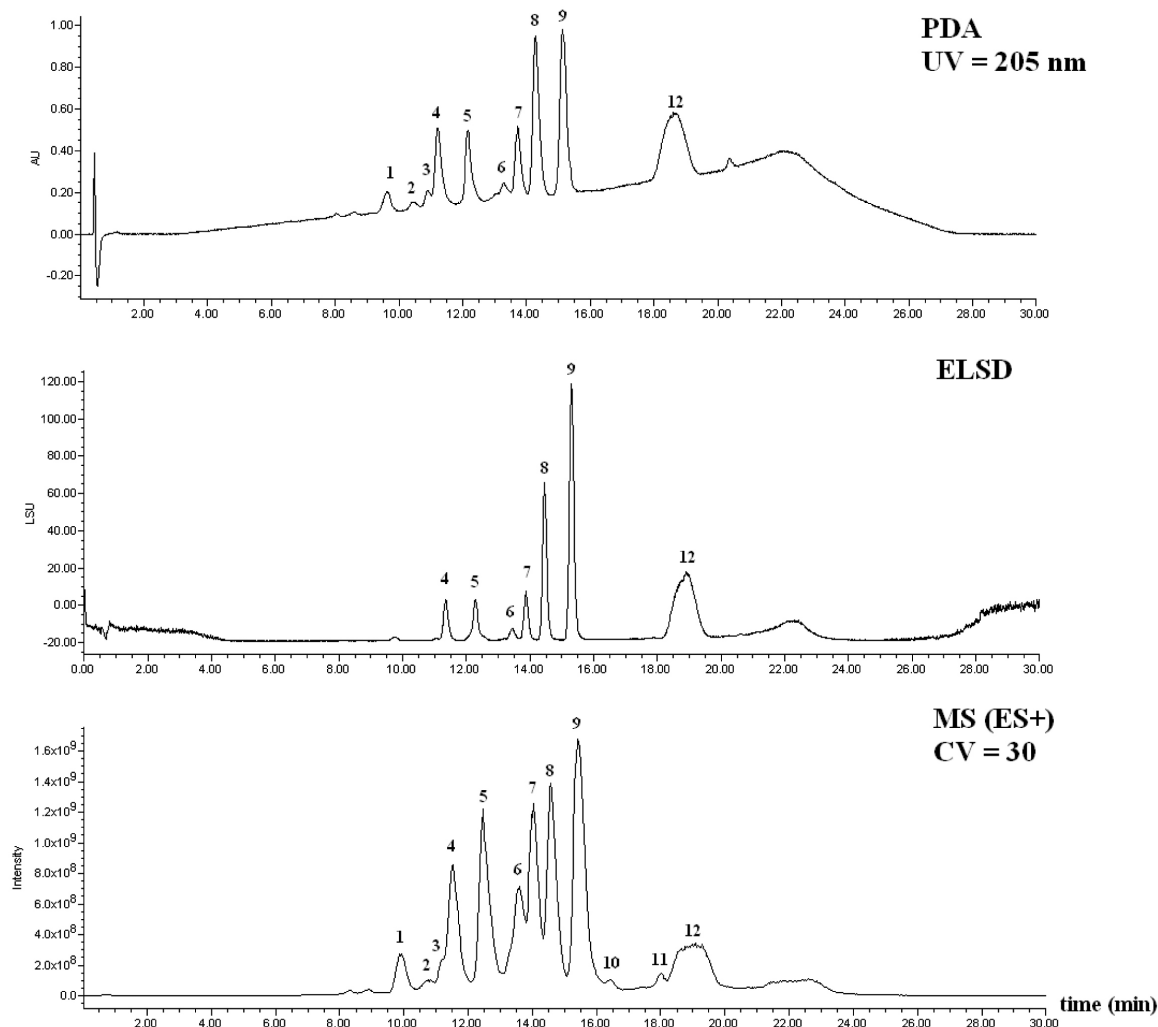 PDA
UV = 205 nm
1.00
0.80
0.60
0.40
0.20
0.00
-0.20
AU
1 2 3 4 5 6 7 8 9 12
2.00 4.00 6.00 8.00 10.00 12.00 14.00 16.00 18.00 20.00 22.00 24.00 26.00 28.00 30.00
ELSD
120.00
100.00
80.00
60.00
40.00
20.00
0.00
-20.00
LSU
4 5 6 7 8 9 12
0.00 2.00 4.00 6.00 8.00 10.00 12.00 14.00 16.00 18.00 20.00 22.00 24.00 26.00 28.00 30.00
MS (ES+)
CV = 30
1.6x10⁹
1.4x10⁹
1.2x10⁹
1.0x10⁹
8.0x10⁸
6.0x10⁸
4.0x10⁸
2.0x10⁸
0.0
Intensity
1 2 3 4 5 6 7 8 9 10 11 12
2.00 4.00 6.00 8.00 10.00 12.00 14.00 16.00 18.00 20.00 22.00 24.00 26.00 28.00 30.00
time (min)